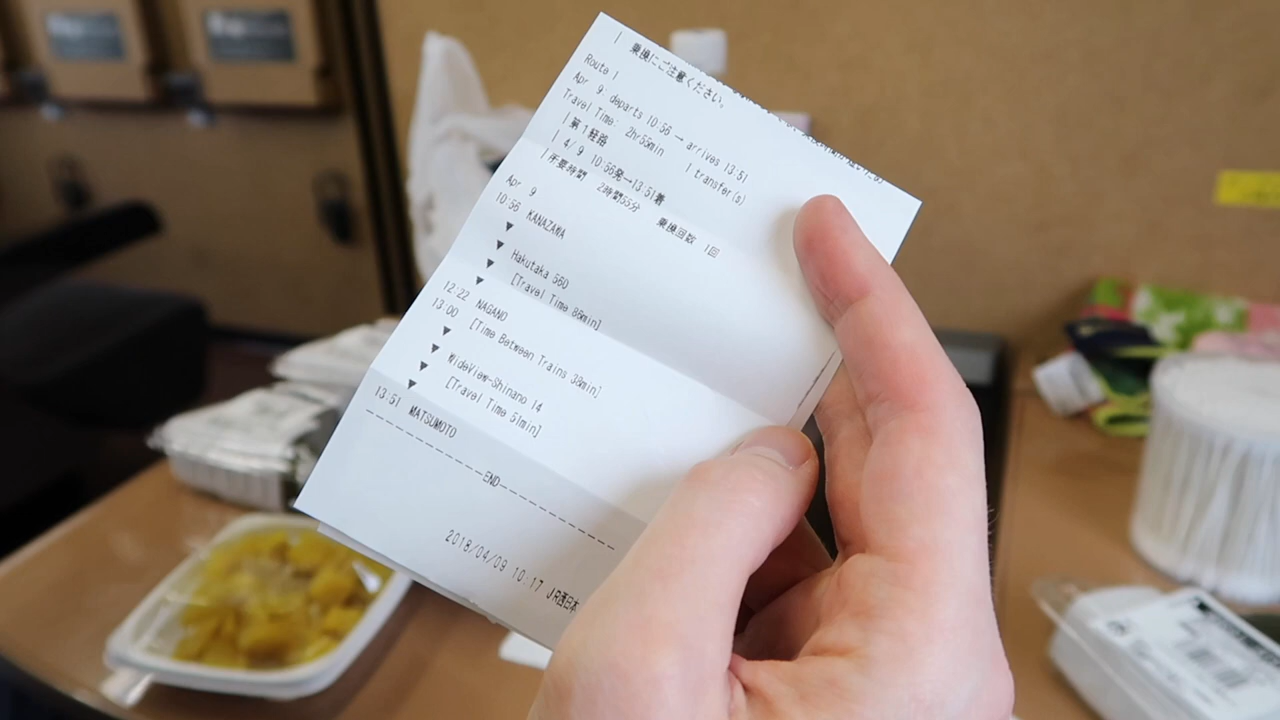 乗換にご注意ください。
Route 1
Apr 9 departs 10:56 → arrives 13:51
Travel Time: 2hr55min 1 transfer(s)
第1経路
4/9 10:56発→13:51着
所要時間 2時間55分 乗換回数 1回
Apr 9
10:56 KANAZAWA
▼
▼ Hakutaka 560
▼ [Travel Time 86min]
▼
12:22 NAGANO
13:00 [Time Between Trains 38min]
▼
▼ WideView-Shinano 14
▼ [Travel Time 51min]
▼
13:51 MATSUMOTO
------------END------------
2018/04/09 10:17 JR西日本